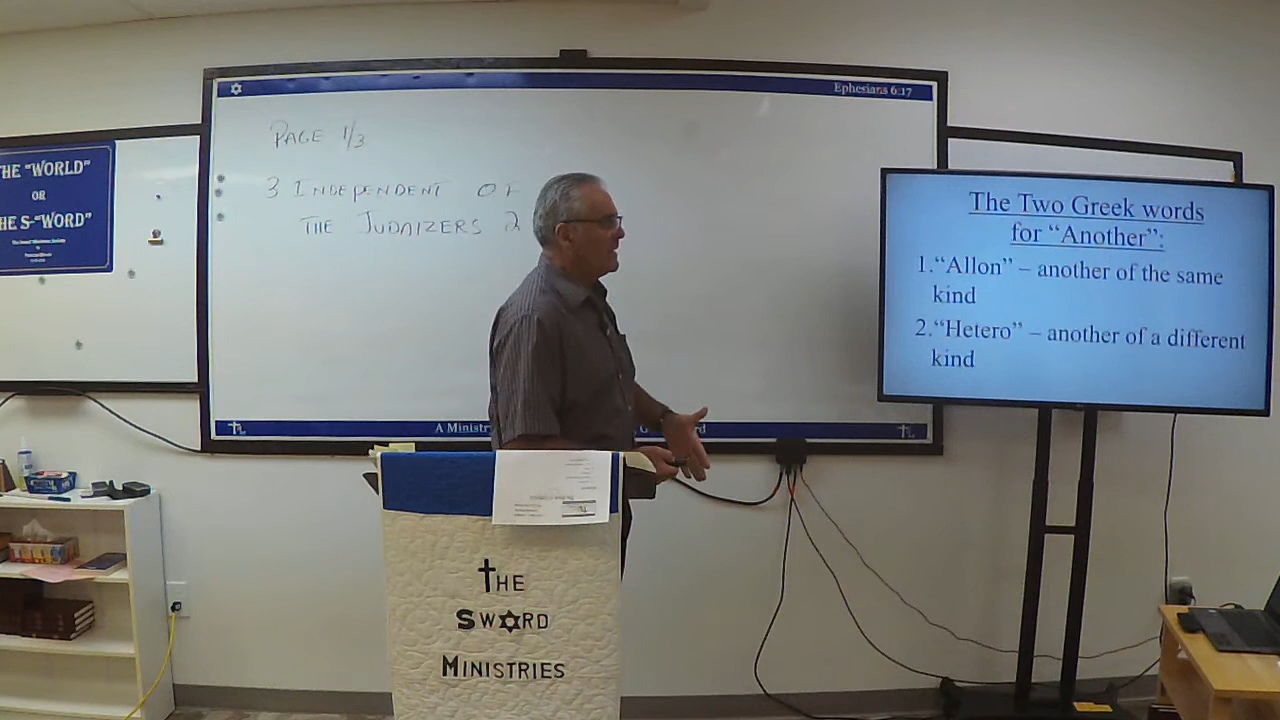 Ephesians 6:17
PAGE 1/3
3 INDEPENDENT OF
THE JUDAIZERS 2
HE "WORLD"
OR
HE S-"WORD"
The Two Greek words
for "Another":
1."Allon" – another of the same
kind
2."Hetero" – another of a different
kind
A Ministr
THE
SWORD
MINISTRIES